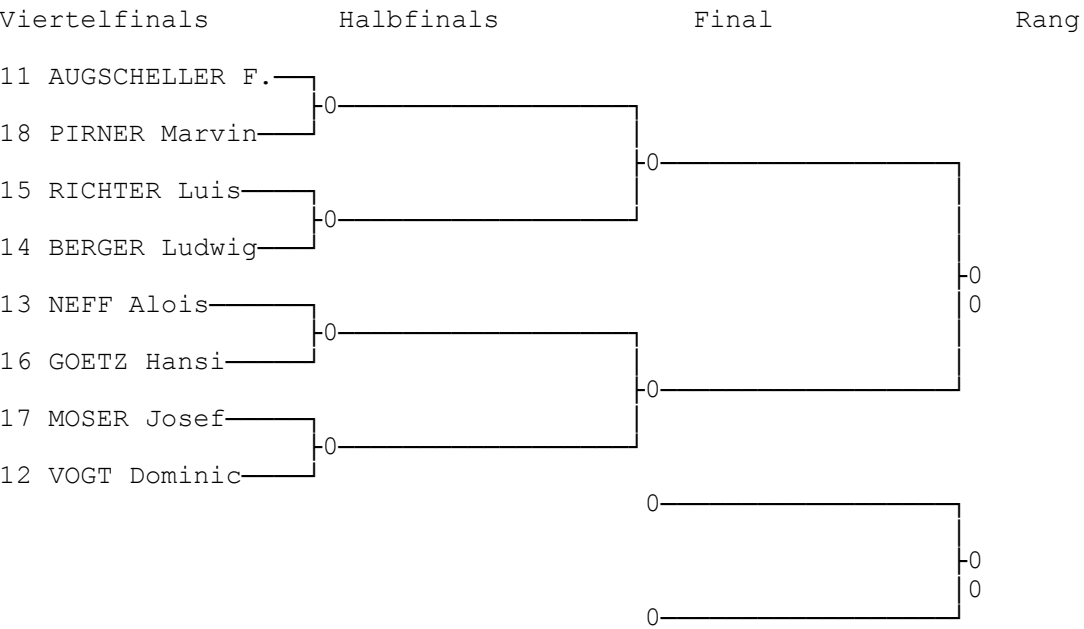 Viertelfinals Halbfinals Final Rang
11 AUGSCHELLER F.
0
18 PIRNER Marvin
0
15 RICHTER Luis
0
14 BERGER Ludwig
0
13 NEFF Alois
0
0
16 GOETZ Hansi
0
17 MOSER Josef
0
12 VOGT Dominic
0
0
0
0